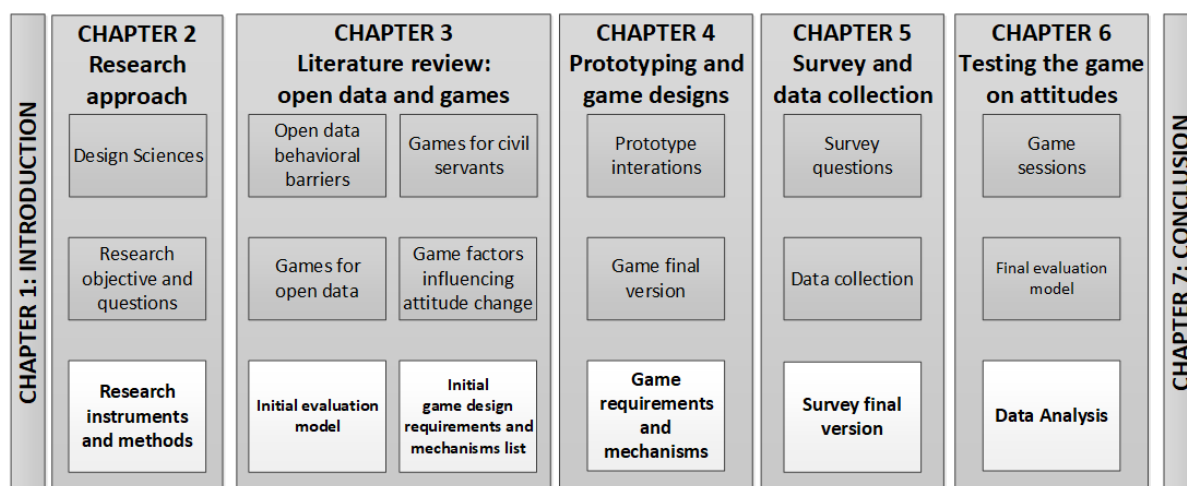 CHAPTER 1: INTRODUCTION
CHAPTER 2
Research
approach
Design Sciences
Research
objective and
questions
Research
instruments
and methods
CHAPTER 3
Literature review:
open data and games
Open data
behavioral
barriers
Games for civil
servants
Games for
open data
Game factors
influencing
attitude change
Initial evaluation
model
Initial
game design
requirements and
mechanisms list
CHAPTER 4
Prototyping and
game designs
Prototype
interations
Game final
version
Game
requirements
and
mechanisms
CHAPTER 5
Survey and
data collection
Survey
questions
Data collection
Survey final
version
CHAPTER 6
Testing the game
on attitudes
Game
sessions
Final evaluation
model
Data Analysis
CHAPTER 7: CONCLUSION